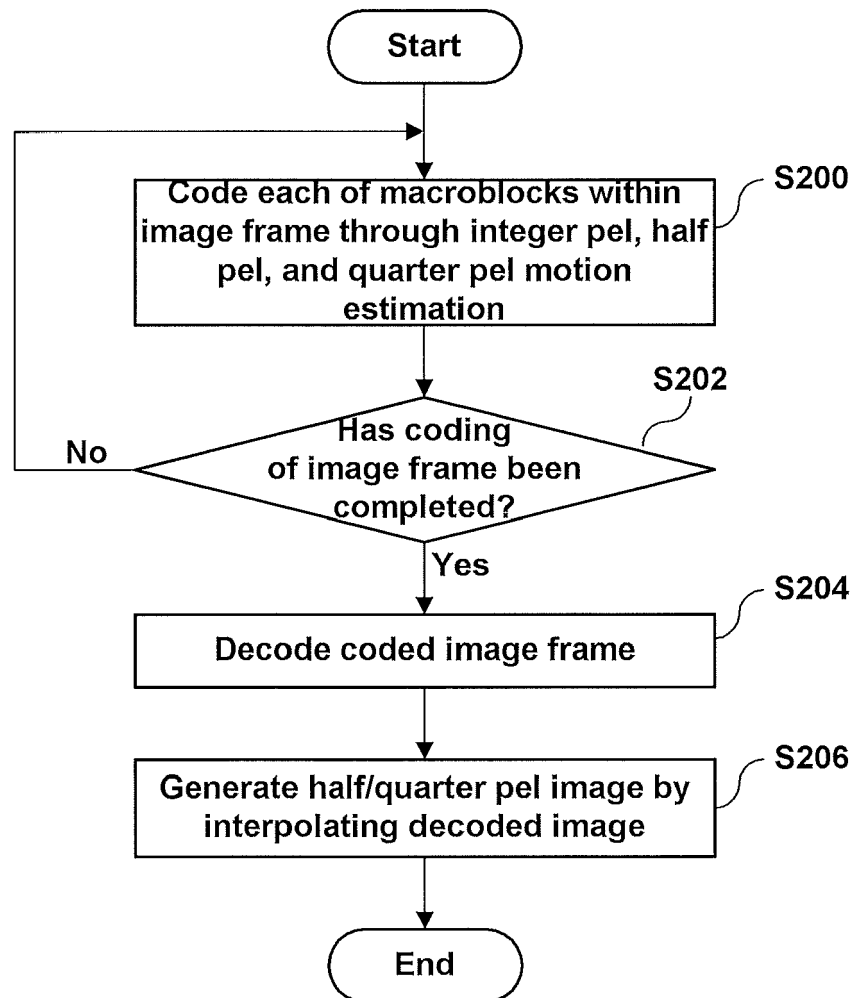 Start
Code each of macroblocks within
image frame through integer pel, half
pel, and quarter pel motion
estimation
S200
Has coding
of image frame been
completed?
S202
No
Yes
Decode coded image frame
S204
Generate half/quarter pel image by
interpolating decoded image
S206
End